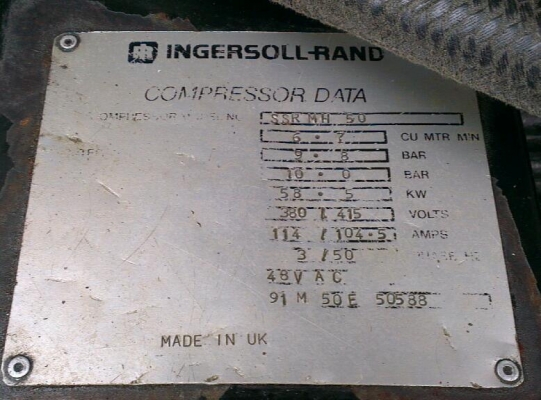 IR INGERSOLL-RAND
COMPRESSOR DATA
SSR MH 50
6.7 CU MTR MIN
9.8 BAR
10.0 BAR
58.5 KW
380 / 415 VOLTS
114 / 104.5 AMPS
3 / 50
48V AC
91 M 50E 50588
MADE IN UK